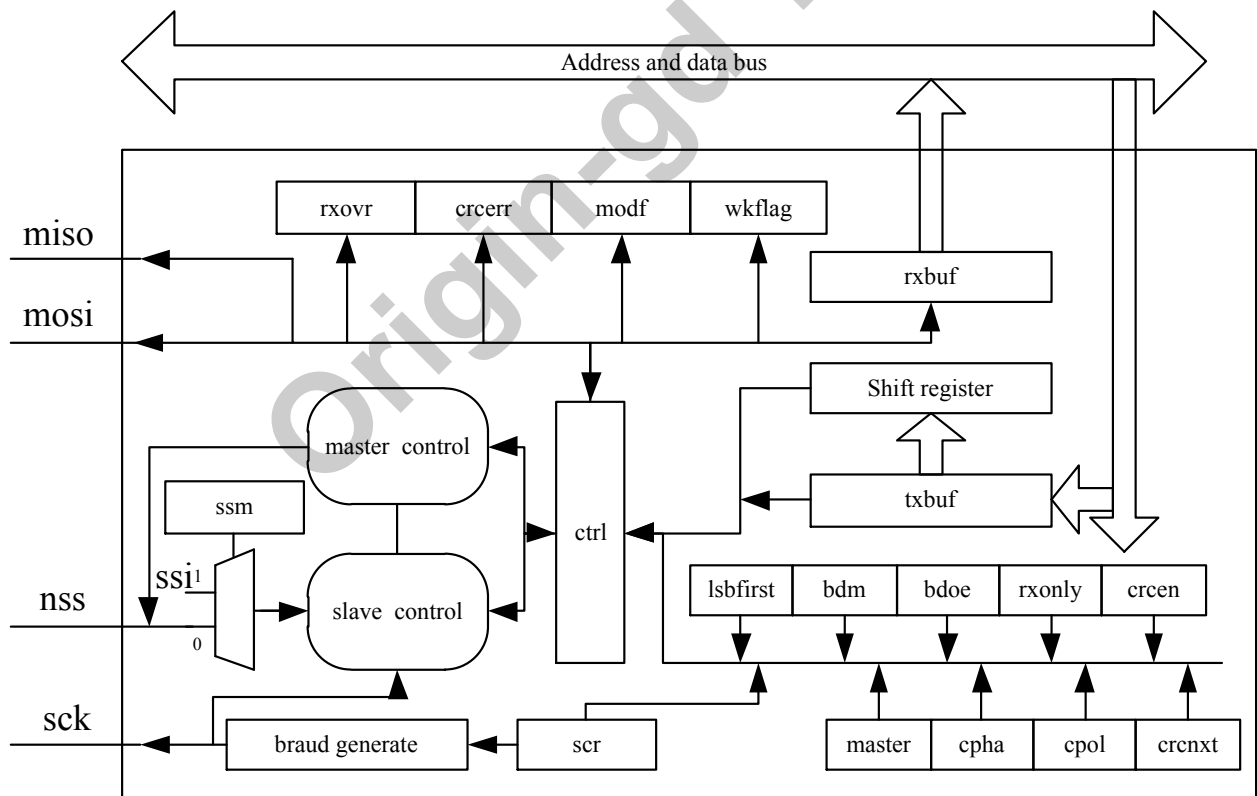 Address and data bus
rxovr crcerr modf wkflag
miso
rxbuf
mosi
Shift register
master control
ssm
txbuf
ctrl
ssi 1
lsbfirst bdm bdoe rxonly crcen
nss
slave control
0
sck
braud generate scr
master cpha cpol crcnxt
Origin-gd